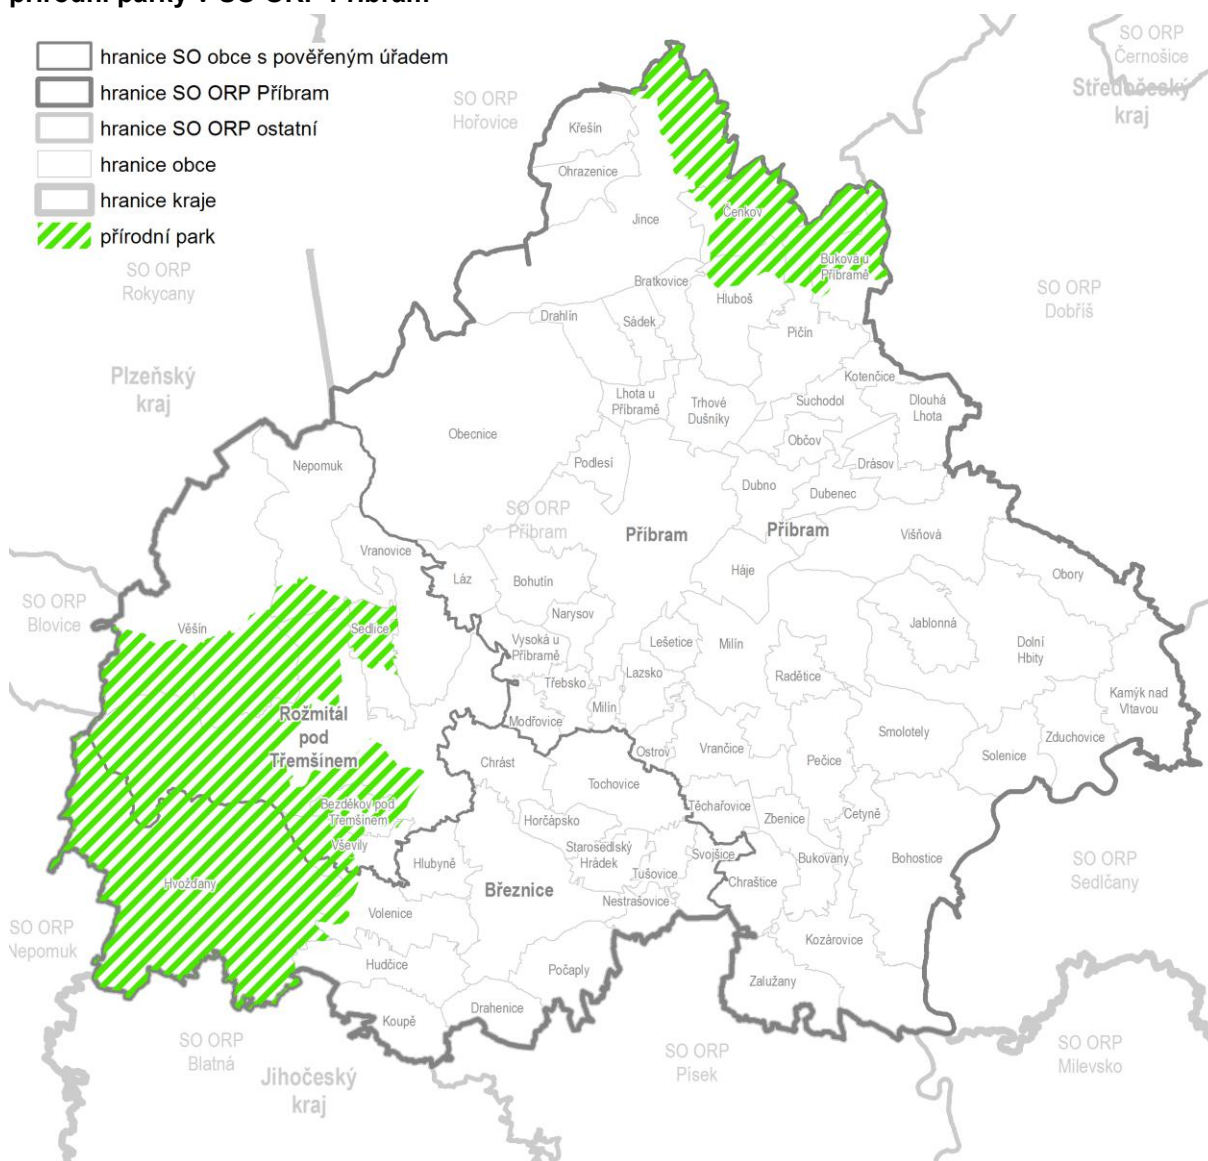 přírodní parky v SO ORP Příbram
hranice SO obce s pověřeným úřadem
hranice SO ORP Příbram
hranice SO ORP ostatní
hranice obce
hranice kraje
přírodní park
SO ORP
Černošice
Středočeský
kraj
SO ORP
Hořovice
Křešín
Ohrazenice
Jince
Čenkov
Buková u
Příbramě
SO ORP
Rokycany
Bratkovice
Hluboš
SO ORP
Dobříš
Drahlín
Sádek
Pičín
Plzeňský
kraj
Kotenčice
Lhota u
Příbramě
Trhové
Dušníky
Suchodol
Dlouhá
Lhota
Obecnice
Občov
Nepomuk
Podlesí
Drásov
Dubno
Dubenec
SO ORP
Příbram
Příbram
Příbram
Višňová
Vranovice
Láz
Bohutín
Háje
Obory
SO ORP
Blovice
Narysov
Věšín
Sedlice
Vysoká u
Příbramě
Lešetice
Milín
Jablonná
Dolní
Hbity
Třebsko
Lazsko
Radětice
Kamýk nad
Vltavou
Rožmitál
pod
Třemšínem
Modřovice
Milín
Ostrov
Vrančice
Pečice
Smolotely
Solenice
Zduchovice
Chrást
Tochovice
Bezděkov pod
Třemšínem
Horčápsko
Těchařovice
Zbenice
Cetyně
Vševily
Hlubyně
Starosedlský
Hrádek
Svojšice
Bukovany
Bohostice
SO ORP
Sedlčany
Hvožďany
Březnice
Tušovice
Chraštice
Nestrašovice
Volenice
SO ORP
Nepomuk
Kozárovice
Hudčice
Počaply
Zalužany
Drahenice
Koupě
SO ORP
Blatná
SO ORP
Písek
SO ORP
Milevsko
Jihočeský
kraj